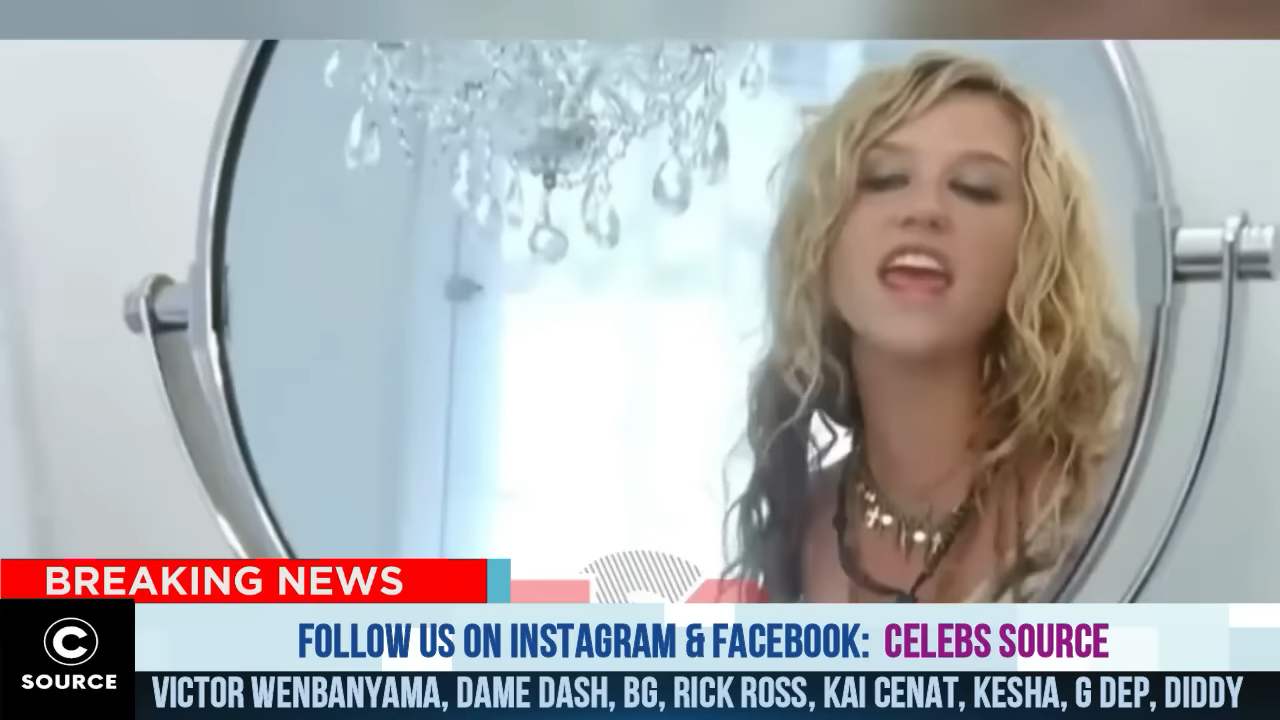 BREAKING NEWS
FOLLOW US ON INSTAGRAM & FACEBOOK: CELEBS SOURCE
C
SOURCE
VICTOR WENBANYAMA, DAME DASH, BG, RICK ROSS, KAI CENAT, KESHA, G DEP, DIDDY